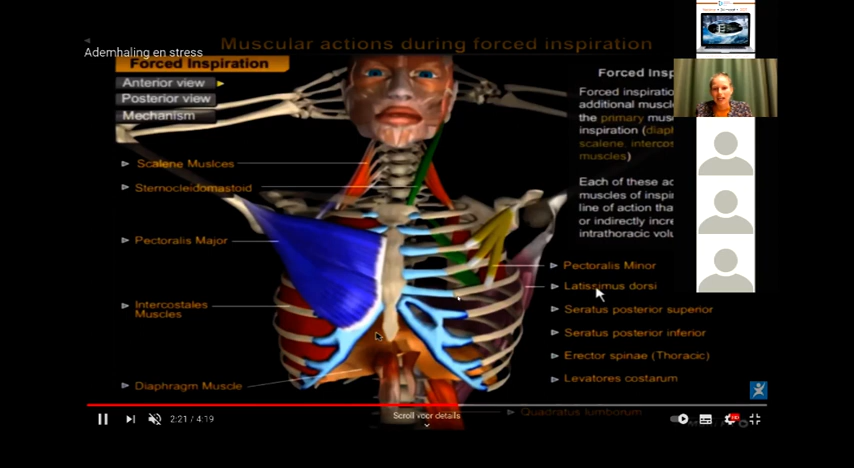 Muscular actions during forced inspiration
Ademhaling en stress
Forced Inspiration
Anterior view
Posterior view
Mechanism
Scalene Muslces
Sternocleidomastoid
Pectoralis Major
Intercostales
Muscles
Diaphragm Muscle
Forced Insp
Forced inspiratio
additional muscl
the primary mus
inspiration (diaph
scalene, intercos
muscles)
Each of these ac
muscles of inspir
line of action tha
or indirectly incre
intrathoracic volu
Pectoralis Minor
Latissimus dorsi
Seratus posterior superior
Seratus posterior inferior
Erector spinae (Thoracic)
Levatores costarum
Quadratus lumborum
2:21 / 4:19
Scroll voor details